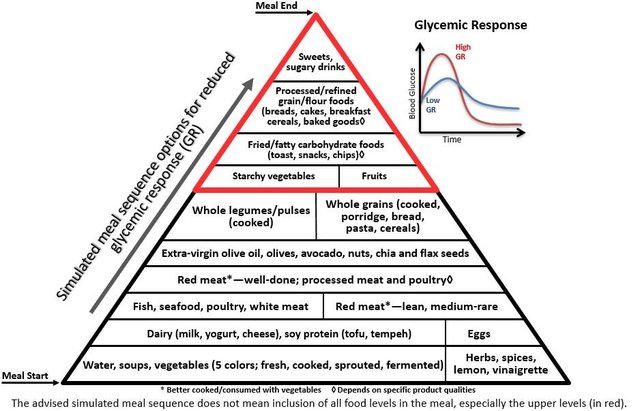 Meal End
Glycemic Response
High
GR
Low
GR
Blood Glucose
Time
Simulated meal sequence options for reduced
glycemic response (GR)
Sweets,
sugary drinks
Processed/refined
grain/flour foods
(breads, cakes, breakfast
cereals, baked goods◊
Fried/fatty carbohydrate foods
(toast, snacks, chips)◊
Starchy vegetables
Fruits
Whole legumes/pulses
(cooked)
Whole grains (cooked,
porridge, bread,
pasta, cereals)
Extra-virgin olive oil, olives, avocado, nuts, chia and flax seeds
Red meat*—well-done; processed meat and poultry◊
Fish, seafood, poultry, white meat
Red meat*—lean, medium-rare
Dairy (milk, yogurt, cheese), soy protein (tofu, tempeh)
Eggs
Water, soups, vegetables (5 colors; fresh, cooked, sprouted, fermented)
Herbs, spices,
lemon, vinaigrette
Meal Start
* Better cooked/consumed with vegetables ◊ Depends on specific product qualities
The advised simulated meal sequence does not mean inclusion of all food levels in the meal, especially the upper levels (in red).